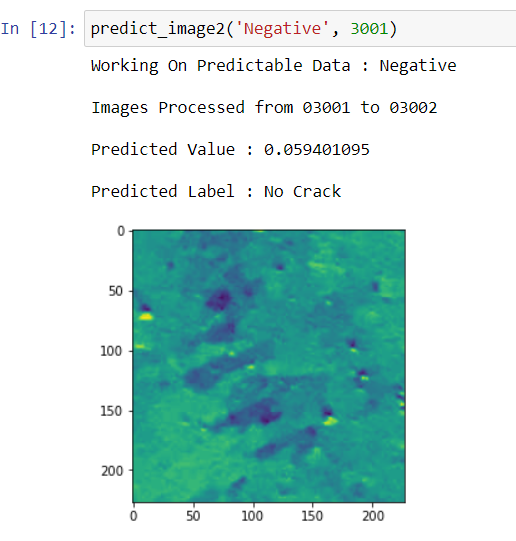 In [12]: predict_image2('Negative', 3001)
Working On Predictable Data : Negative
Images Processed from 03001 to 03002
Predicted Value : 0.059401095
Predicted Label : No Crack
0
50
100
150
200
0 50 100 150 200